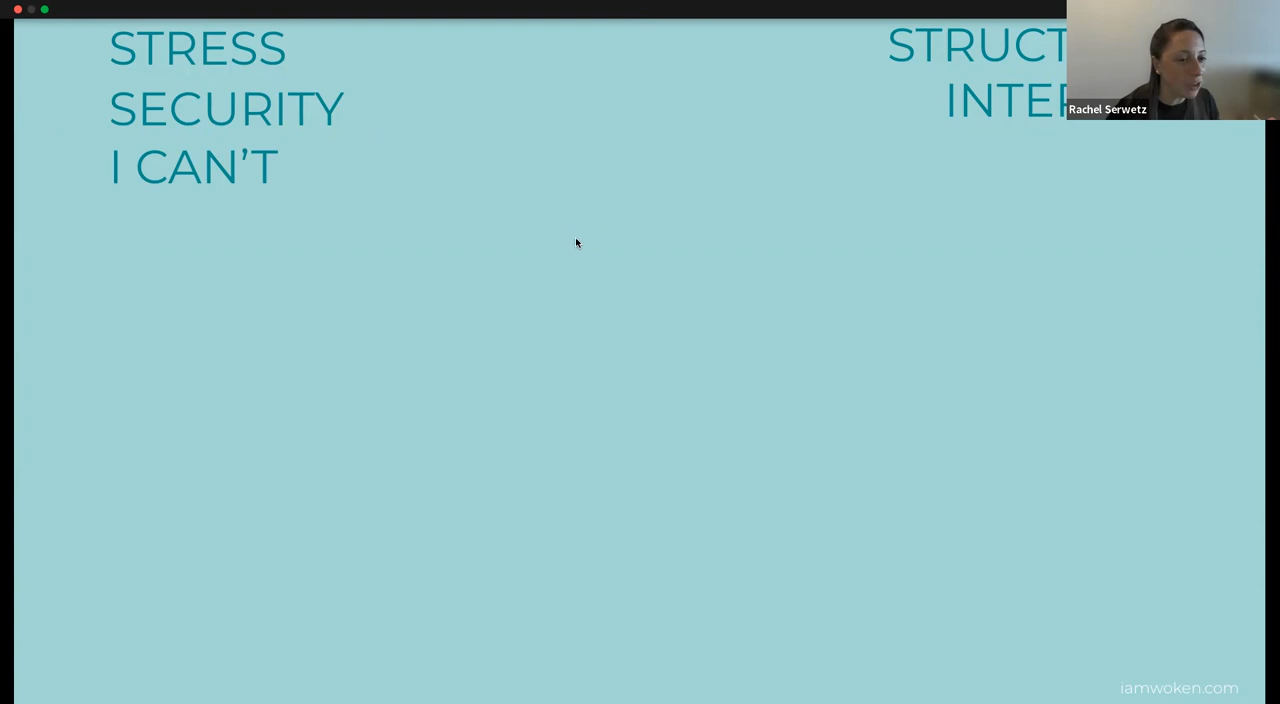 STRESS
SECURITY
I CAN’T
Rachel Serwetz
iamwoken.com